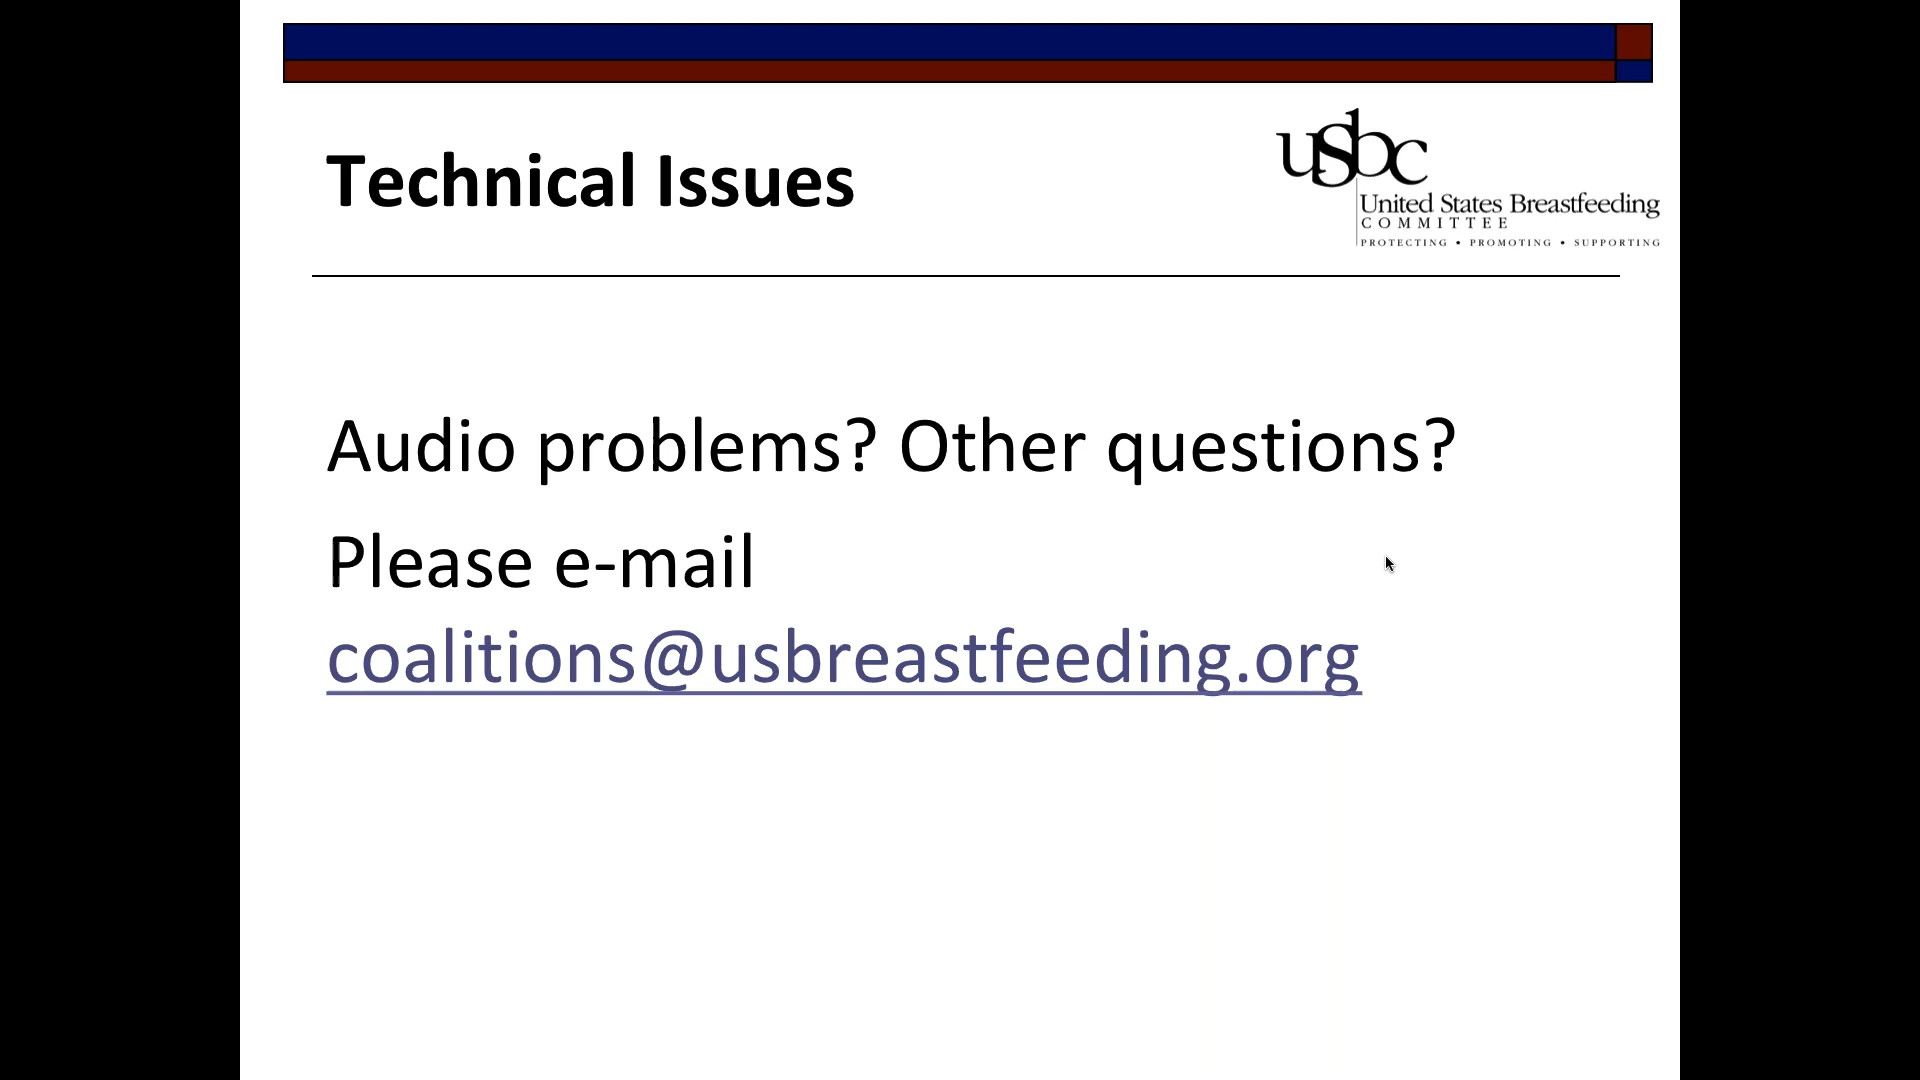 Technical Issues
usbc
United States Breastfeeding
COMMITTEE
PROTECTING • PROMOTING • SUPPORTING
Audio problems? Other questions?
Please e-mail
coalitions@usbreastfeeding.org